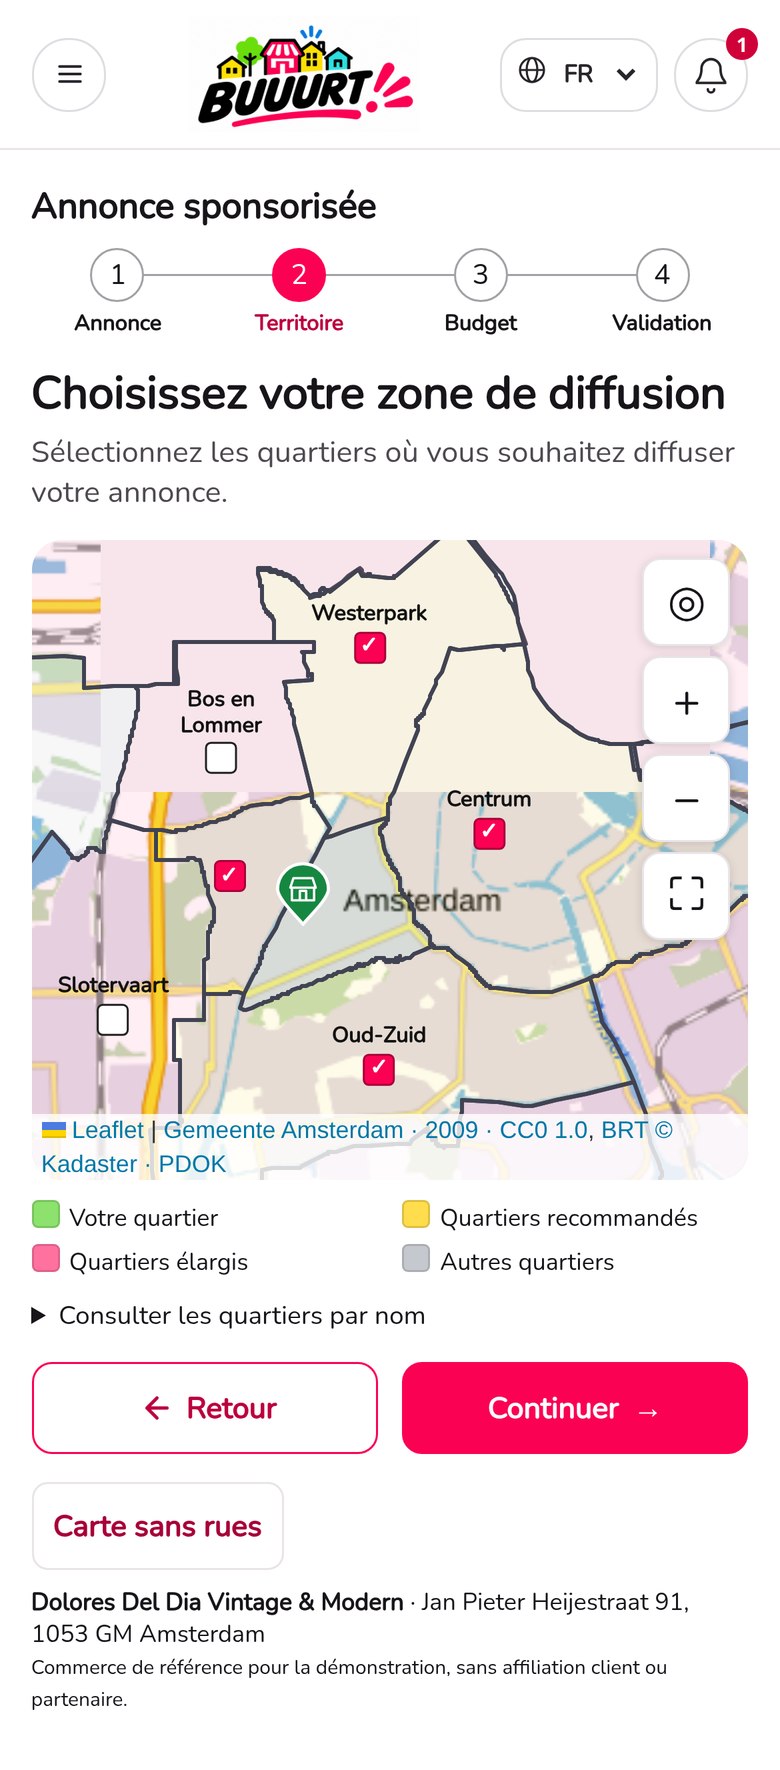 BUUURT!
FR
1
Annonce sponsorisée
1
2
3
4
Annonce
Territoire
Budget
Validation
Choisissez votre zone de diffusion
Sélectionnez les quartiers où vous souhaitez diffuser
votre annonce.
Westerpark
Bos en
Lommer
Centrum
Amsterdam
Slotervaart
Oud-Zuid
Amstel
Leaflet | Gemeente Amsterdam · 2009 · CC0 1.0, BRT ©
Kadaster · PDOK
Votre quartier
Quartiers recommandés
Quartiers élargis
Autres quartiers
Consulter les quartiers par nom
← Retour
Continuer →
Carte sans rues
Dolores Del Dia Vintage & Modern · Jan Pieter Heijestraat 91,
1053 GM Amsterdam
Commerce de référence pour la démonstration, sans affiliation client ou
partenaire.